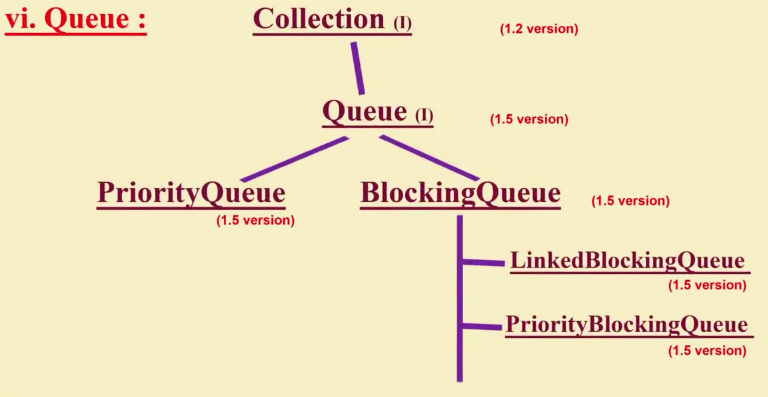 vi. Queue :
Collection (I)
(1.2 version)
Queue (I)
(1.5 version)
PriorityQueue
(1.5 version)
BlockingQueue
(1.5 version)
LinkedBlockingQueue
(1.5 version)
PriorityBlockingQueue
(1.5 version)